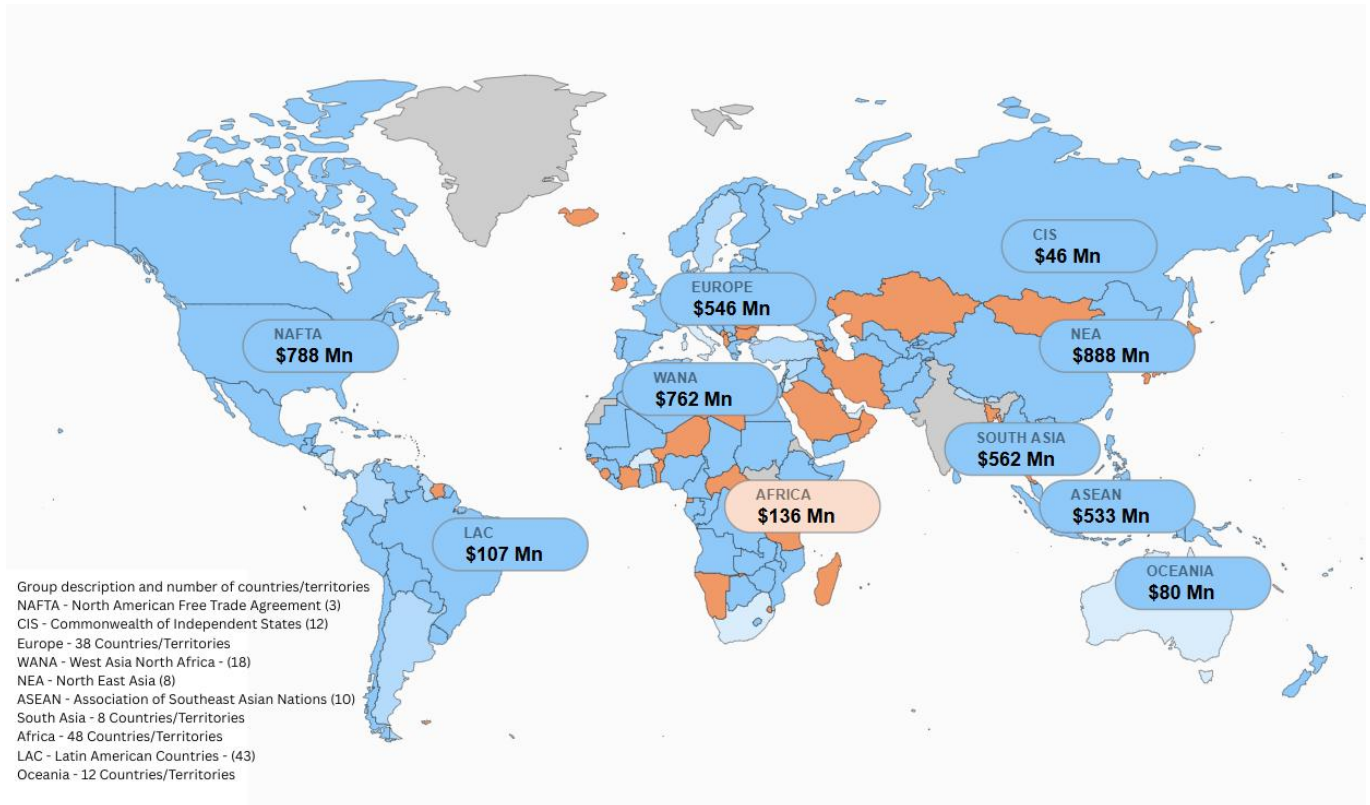 CIS
$46 Mn
EUROPE
$546 Mn
NAFTA
$788 Mn
NEA
$888 Mn
WANA
$762 Mn
SOUTH ASIA
$562 Mn
AFRICA
$136 Mn
ASEAN
$533 Mn
LAC
$107 Mn
OCEANIA
$80 Mn
Group description and number of countries/territories
NAFTA - North American Free Trade Agreement (3)
CIS - Commonwealth of Independent States (12)
Europe - 38 Countries/Territories
WANA - West Asia North Africa - (18)
NEA - North East Asia (8)
ASEAN - Association of Southeast Asian Nations (10)
South Asia - 8 Countries/Territories
Africa - 48 Countries/Territories
LAC - Latin American Countries - (43)
Oceania - 12 Countries/Territories